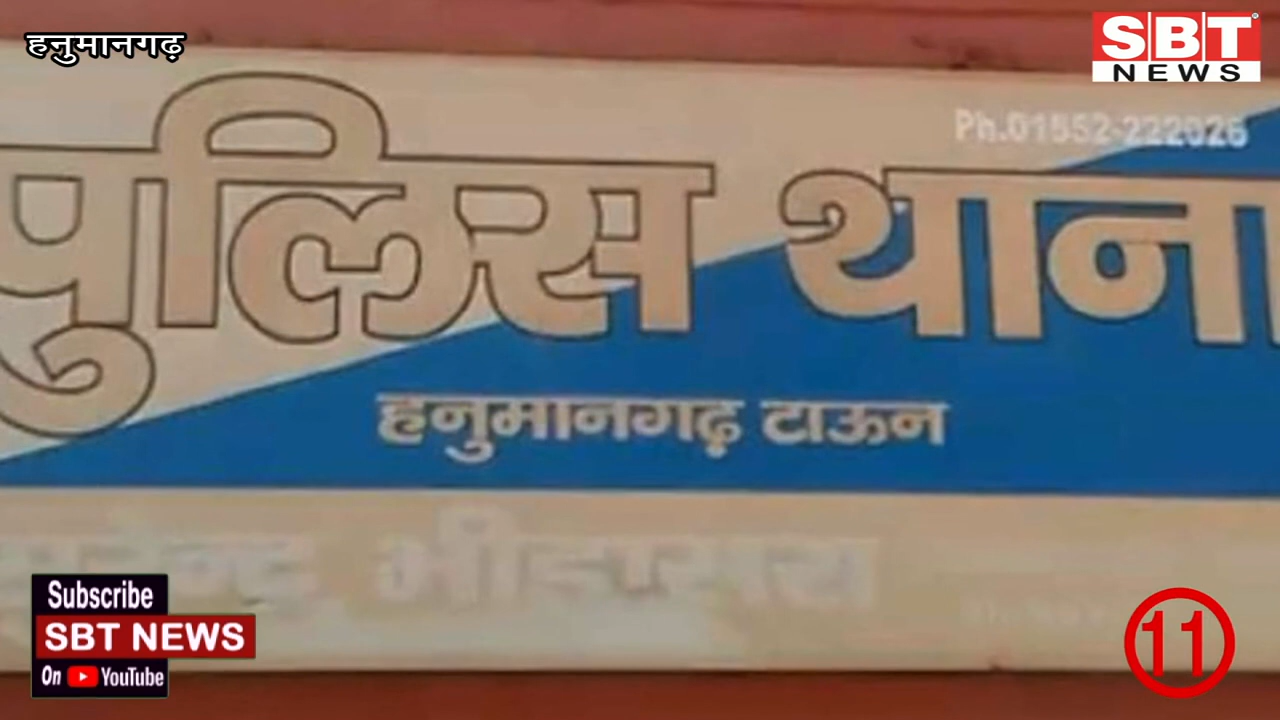 हनुमानगढ़
SBT
NEWS
Ph.01552-222026
पुलिस थाना
हनुमानगढ़ टाऊन
Subscribe
SBT NEWS
On YouTube
11